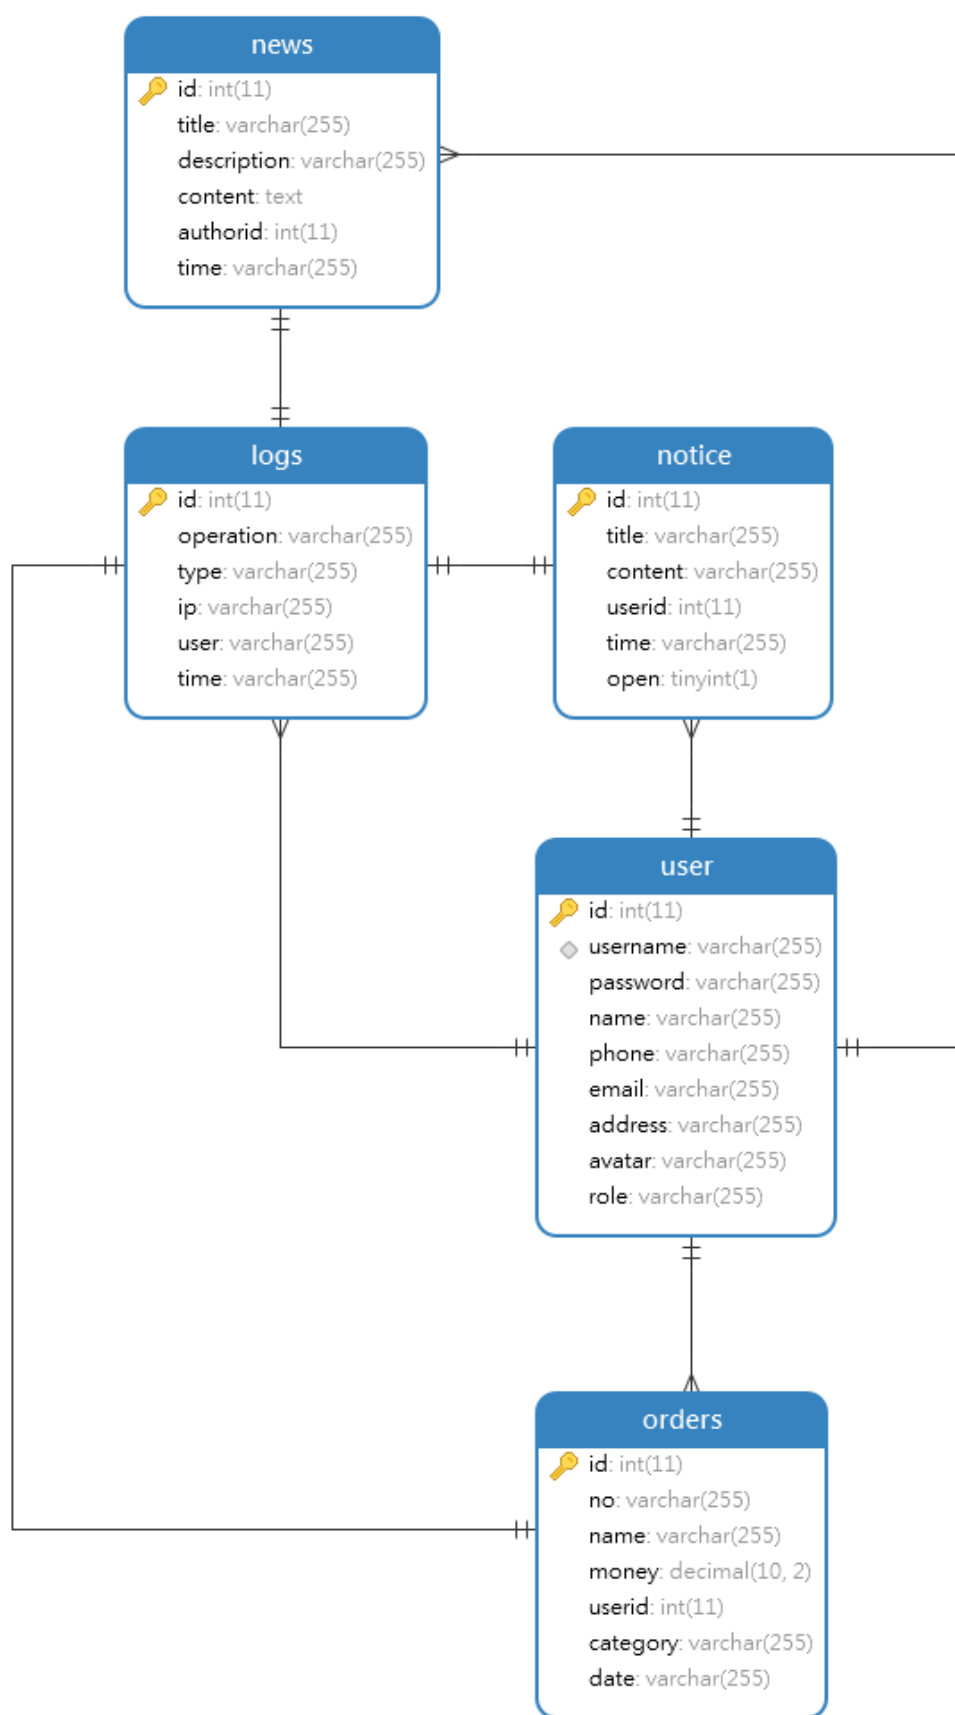 news
id: int(11)
title: varchar(255)
description: varchar(255)
content: text
authorid: int(11)
time: varchar(255)
logs
id: int(11)
operation: varchar(255)
type: varchar(255)
ip: varchar(255)
user: varchar(255)
time: varchar(255)
notice
id: int(11)
title: varchar(255)
content: varchar(255)
userid: int(11)
time: varchar(255)
open: tinyint(1)
user
id: int(11)
username: varchar(255)
password: varchar(255)
name: varchar(255)
phone: varchar(255)
email: varchar(255)
address: varchar(255)
avatar: varchar(255)
role: varchar(255)
orders
id: int(11)
no: varchar(255)
name: varchar(255)
money: decimal(10, 2)
userid: int(11)
category: varchar(255)
date: varchar(255)